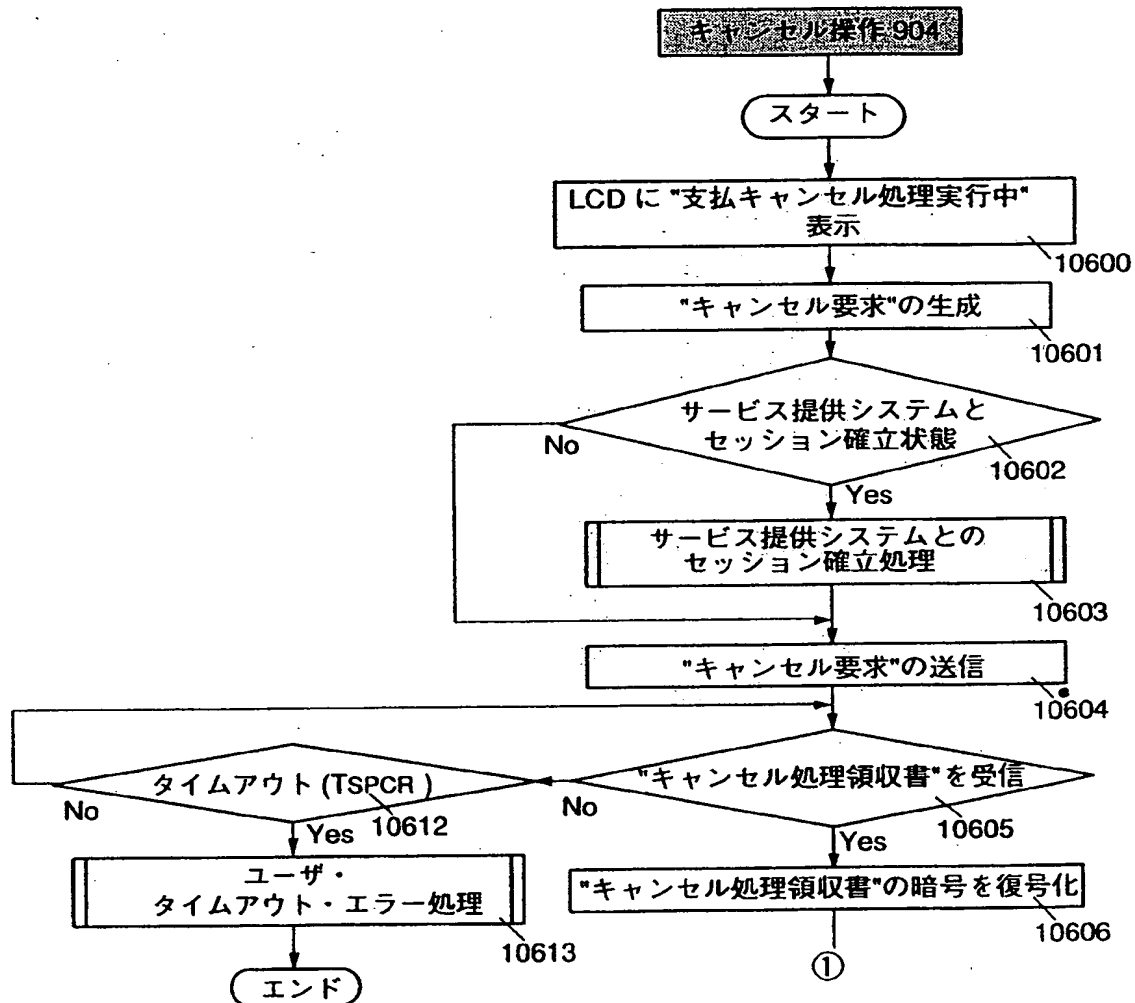 キャンセル操作 904
スタート
LCD に "支払キャンセル処理実行中"
表示
10600
"キャンセル要求"の生成
10601
サービス提供システムと
セッション確立状態
10602
No
Yes
サービス提供システムとの
セッション確立処理
10603
"キャンセル要求"の送信
10604
"キャンセル処理領収書"を受信
10605
No
Yes
タイムアウト (TSPCR)
10612
No
Yes
ユーザ・
タイムアウト・エラー処理
10613
エンド
"キャンセル処理領収書"の暗号を復号化
10606
①